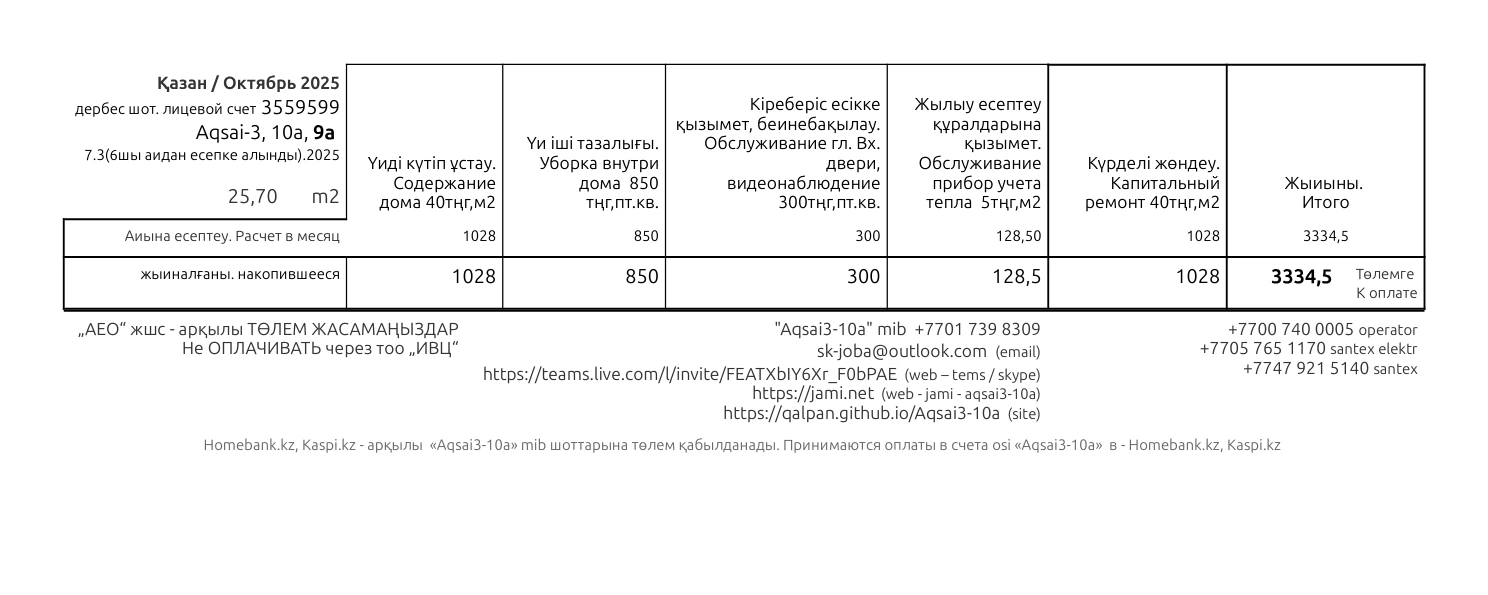 Қазан / Октябрь 2025
дербес шот. лицевой счет 3559599
Aqsai-3, 10a, 9a
7.3(6шы аидан есепке алынды).2025
25,70 m2
Үиді күтіп ұстау.
Содержание
дома 40тңг,м2
Үи іші тазалығы.
Уборка внутри
дома 850
тңг,пт.кв.
Кіреберіс есікке
қызымет, беинебақылау.
Обслуживание гл. Вх.
двери,
видеонаблюдение
300тңг,пт.кв.
Жылыу есептеу
құралдарына
қызымет.
Обслуживание
прибор учета
тепла 5тңг,м2
Күрделі жөндеу.
Капитальный
ремонт 40тңг,м2
Жыиыны.
Итого
Аиына есептеу. Расчет в месяц 1028 850 300 128,50 1028 3334,5
жыиналғаны. накопившееся 1028 850 300 128,5 1028 3334,5 Төлемге
К оплате
„АЕО“ жшс - арқылы ТӨЛЕМ ЖАСАМАҢЫЗДАР
Не ОПЛАЧИВАТЬ через тоо „ИВЦ“
"Aqsai3-10a" mib +7701 739 8309
sk-joba@outlook.com (email)
https://teams.live.com/l/invite/FEATXbIY6Xr_F0bPAE (web – tems / skype)
https://jami.net (web - jami - aqsai3-10a)
https://qalpan.github.io/Aqsai3-10a (site)
+7700 740 0005 operator
+7705 765 1170 santex elektr
+7747 921 5140 santex
Homebank.kz, Kaspi.kz - арқылы «Aqsai3-10a» mib шоттарына төлем қабылданады. Принимаются оплаты в счета osi «Aqsai3-10a» в - Homebank.kz, Kaspi.kz